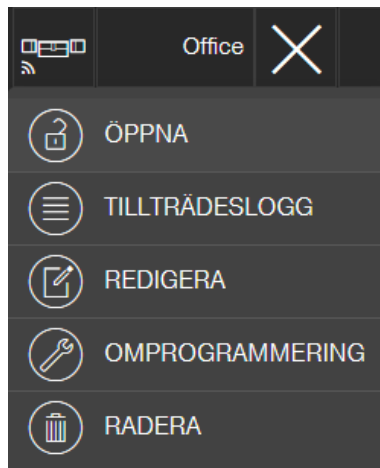 Office
ÖPPNA
TILLTRÄDESLOGG
REDIGERA
OMPROGRAMMERING
RADERA